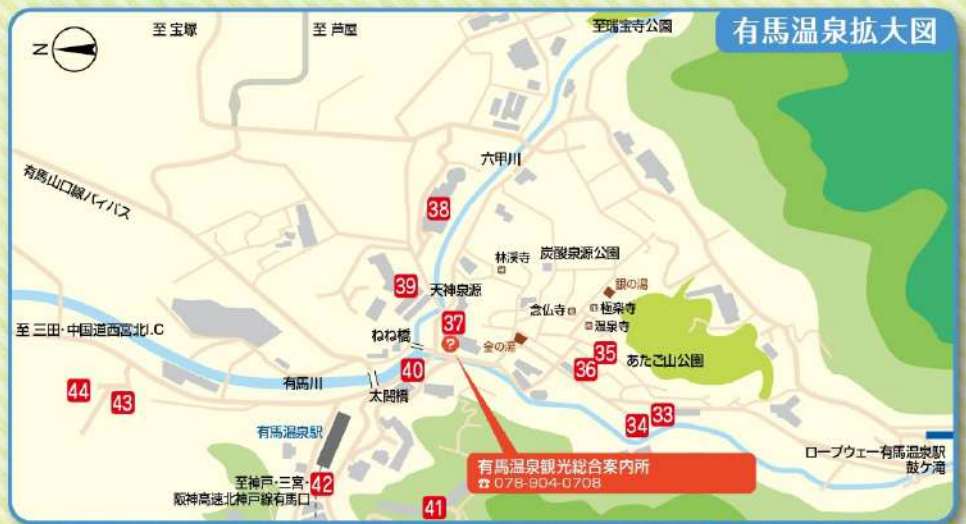 有馬温泉拡大図
N
至 宝塚
至 芦屋
至瑞宝寺公園
六甲川
有馬山口線バイパス
38
林渓寺
炭酸泉源公園
39
天神泉源
銀の湯
念仏寺
極楽寺
温泉寺
37
?
ねね橋
金の湯
至 三田・中国道西宮北I.C
35
あたご山公園
36
40
有馬川
太閤橋
44
43
33
34
有馬温泉駅
ロープウェー有馬温泉駅
鼓ケ滝
有馬温泉観光総合案内所
☎ 078-904-0708
至神戸・三宮・
阪神高速北神戸線有馬口
42
41